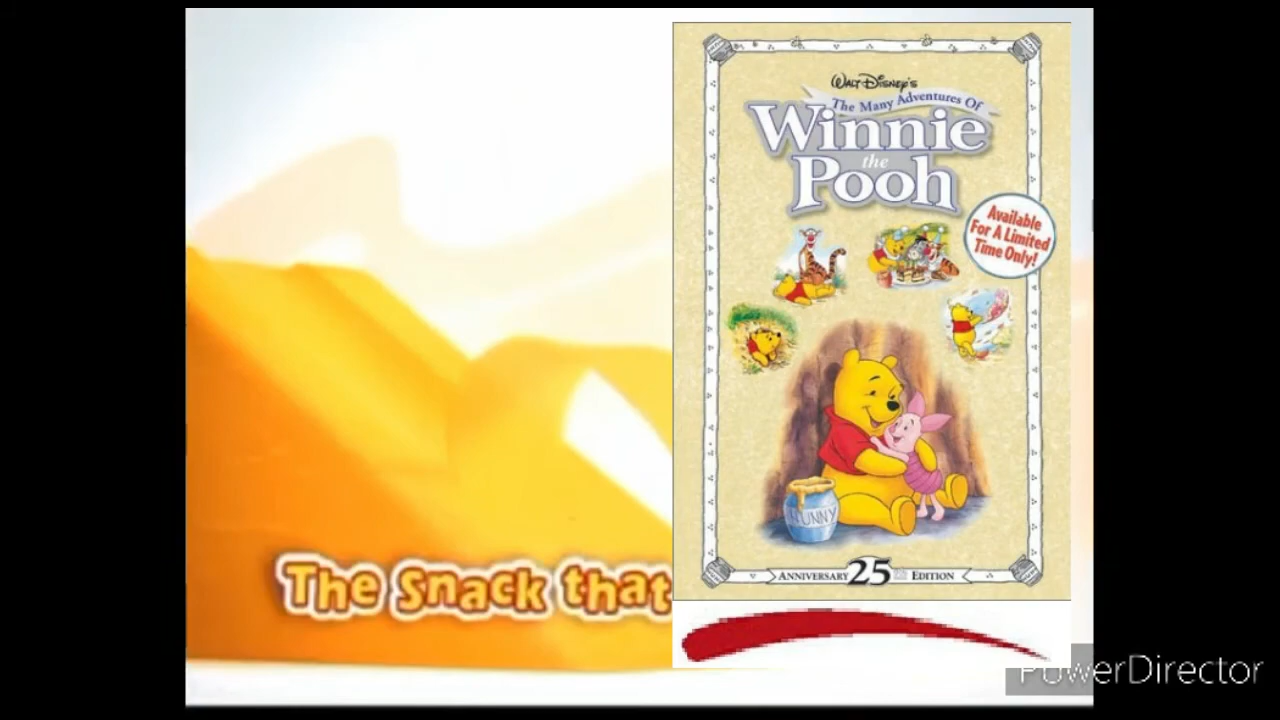 WALT DISNEY'S
The Many Adventures Of
Winnie
the
Pooh
Available
For A Limited
Time Only!
HUNNY
ANNIVERSARY 25TH EDITION
The Snack that
PowerDirector